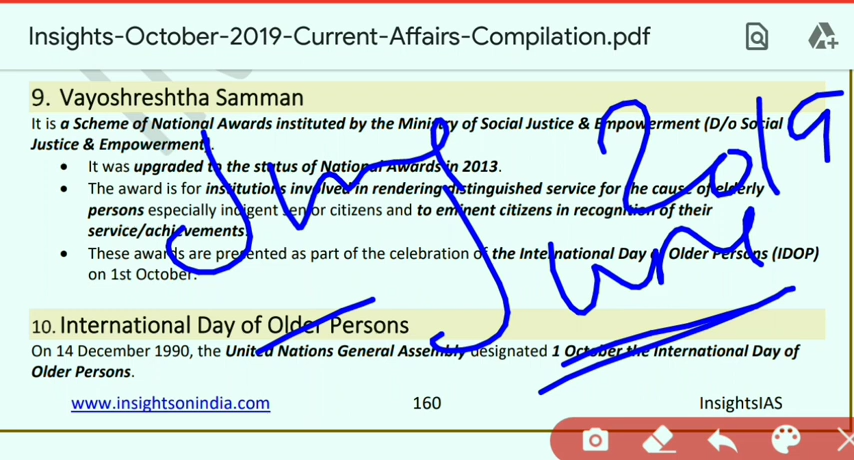 Insights-October-2019-Current-Affairs-Compilation.pdf
9. Vayoshreshtha Samman
It is a Scheme of National Awards instituted by the Ministry of Social Justice & Empowerment (D/o Social
Justice & Empowerment).
• It was upgraded to the status of National Awards in 2013.
• The award is for institutions involved in rendering distinguished service for the cause of elderly
persons especially indigent senior citizens and to eminent citizens in recognition of their
service/achievements.
• These awards are presented as part of the celebration of the International Day of Older Persons (IDOP)
on 1st October.
10. International Day of Older Persons
On 14 December 1990, the United Nations General Assembly designated 1 October the International Day of
Older Persons.
www.insightsonindia.com 160 InsightsIAS
2019
June